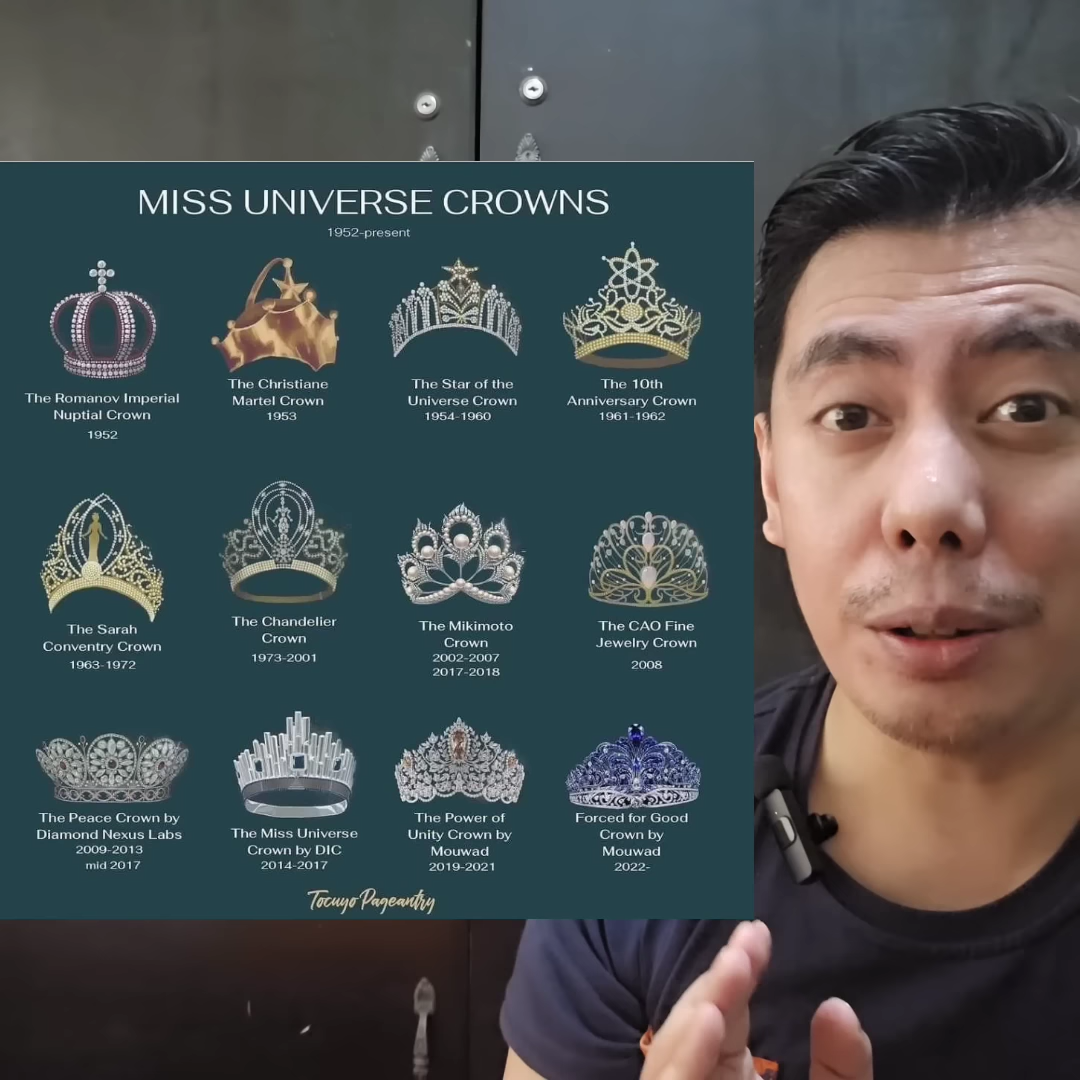 MISS UNIVERSE CROWNS
1952-present
The Romanov Imperial
Nuptial Crown
1952
The Christiane
Martel Crown
1953
The Star of the
Universe Crown
1954-1960
The 10th
Anniversary Crown
1961-1962
The Sarah
Conventry Crown
1963-1972
The Chandelier
Crown
1973-2001
The Mikimoto
Crown
2002-2007
2017-2018
The CAO Fine
Jewelry Crown
2008
The Peace Crown by
Diamond Nexus Labs
2009-2013
mid 2017
The Miss Universe
Crown by DIC
2014-2017
The Power of
Unity Crown by
Mouwad
2019-2021
Forced for Good
Crown by
Mouwad
2022-
Tocuyo Pageantry